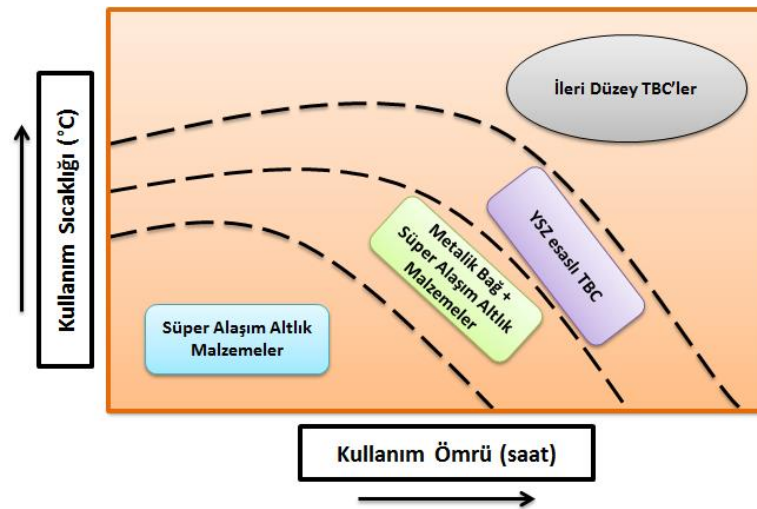 İleri Düzey TBC'ler
Kullanım Sıcaklığı (˚C)
YSZ esaslı TBC
Metalik Bağ +
Süper Alaşım Altlık
Malzemeler
Süper Alaşım Altlık
Malzemeler
Kullanım Ömrü (saat)